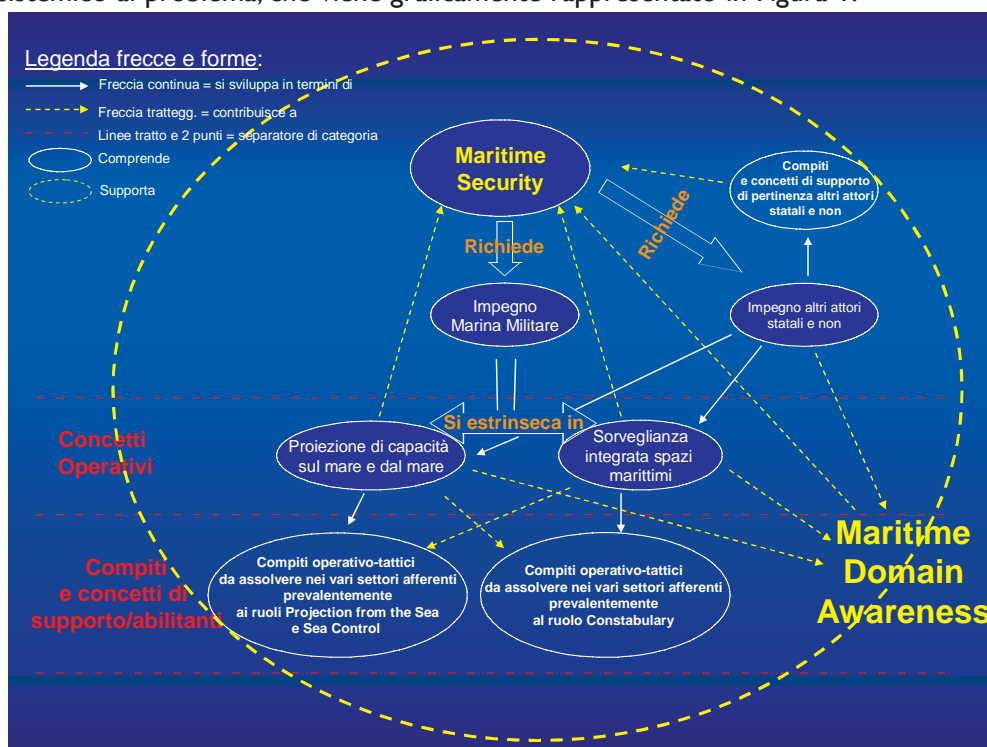 sistemico al problema, che viene graficamente rappresentato in Figura 1.
Legenda frecce e forme:
Freccia continua = si sviluppa in termini di
Freccia trattegg. = contribuisce a
Linee tratto e 2 punti = separatore di categoria
Comprende
Supporta
Maritime
Security
Compiti
e concetti di supporto
di pertinenza altri attori
statali e non
Richiede
Richiede
Impegno
Marina Militare
Impegno altri attori
statali e non
Si estrinseca in
Concetti
Operativi
Proiezione di capacità
sul mare e dal mare
Sorveglianza
integrata spazi
marittimi
Compiti
e concetti di
supporto/abilitanti
Compiti operativo-tattici
da assolvere nei vari settori afferenti
prevalentemente
ai ruoli Projection from the Sea
e Sea Control
Compiti operativo-tattici
da assolvere nei vari settori afferenti
prevalentemente
al ruolo Constabulary
Maritime
Domain
Awareness